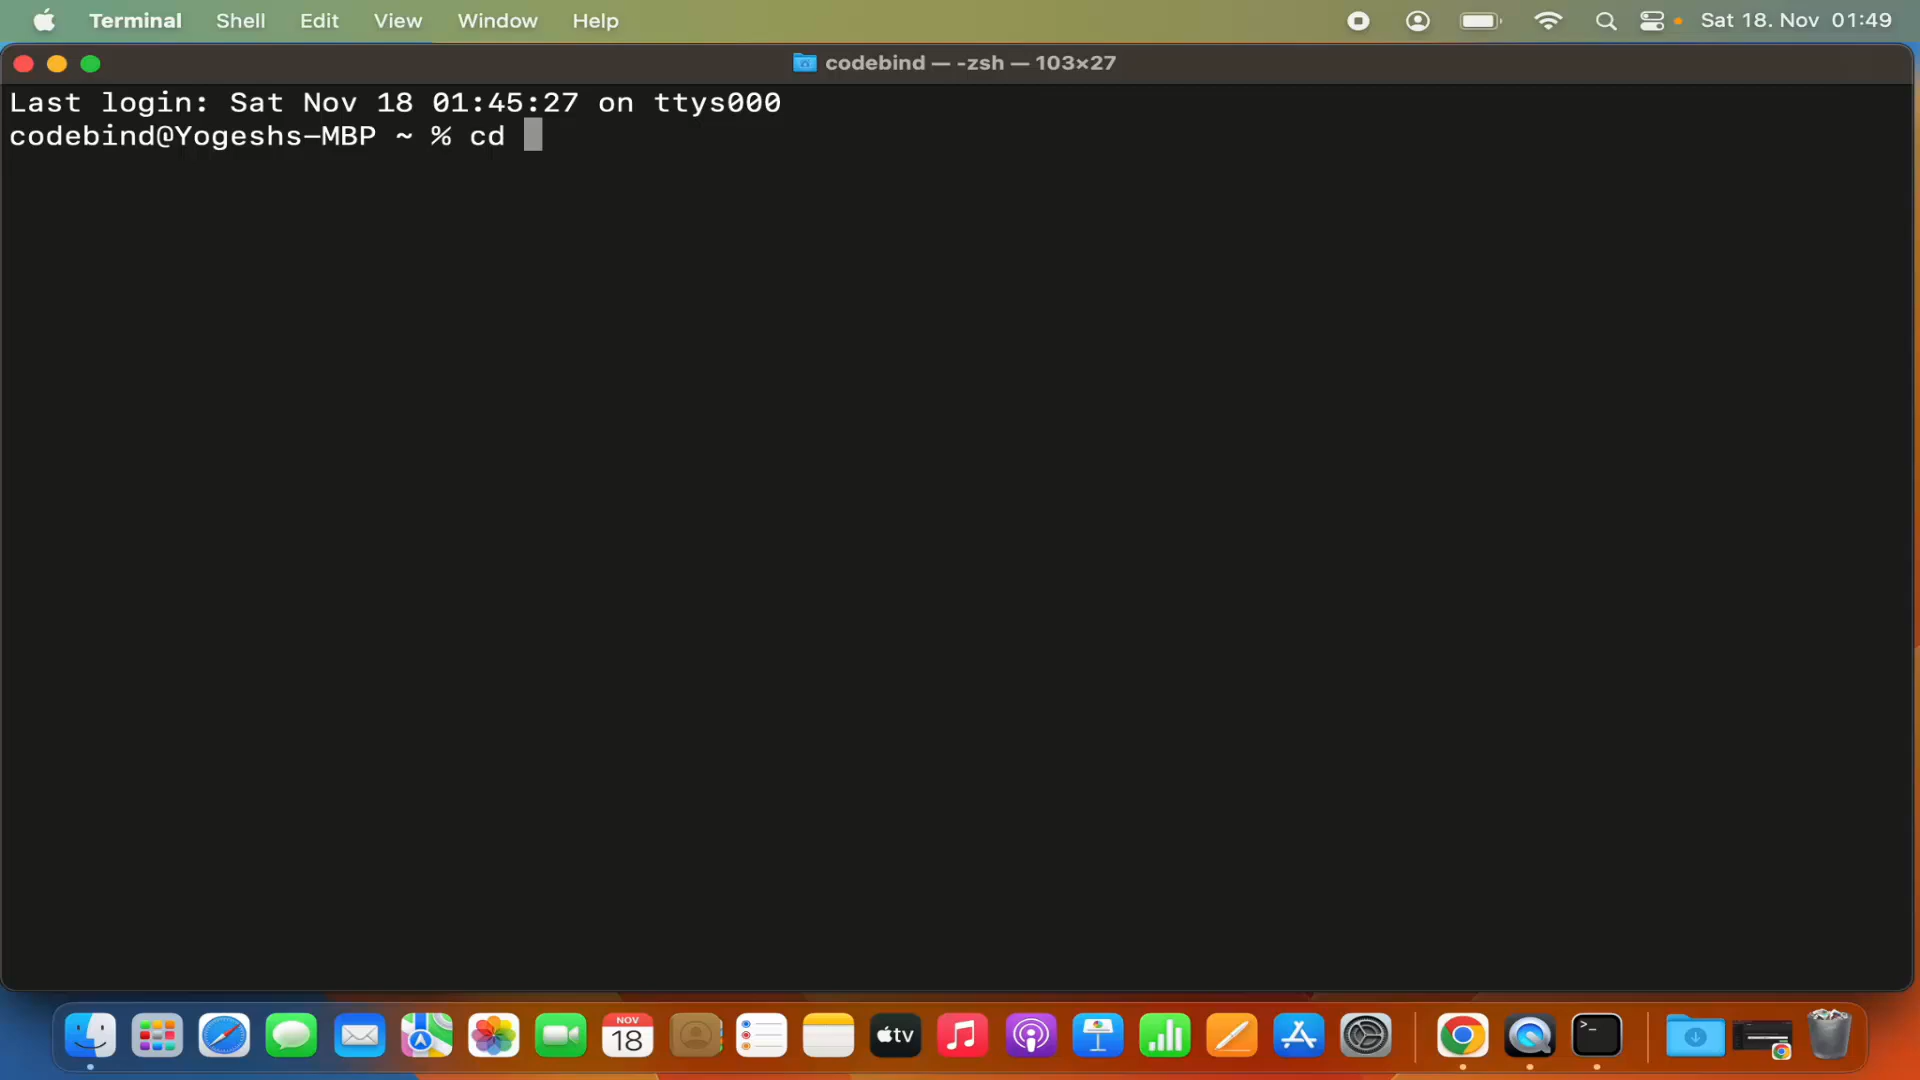 Terminal Shell Edit View Window Help Sat 18. Nov 01:49
codebind — -zsh — 103×27
Last login: Sat Nov 18 01:45:27 on ttys000
codebind@Yogeshs-MBP ~ % cd
NOV
18
tv
>_